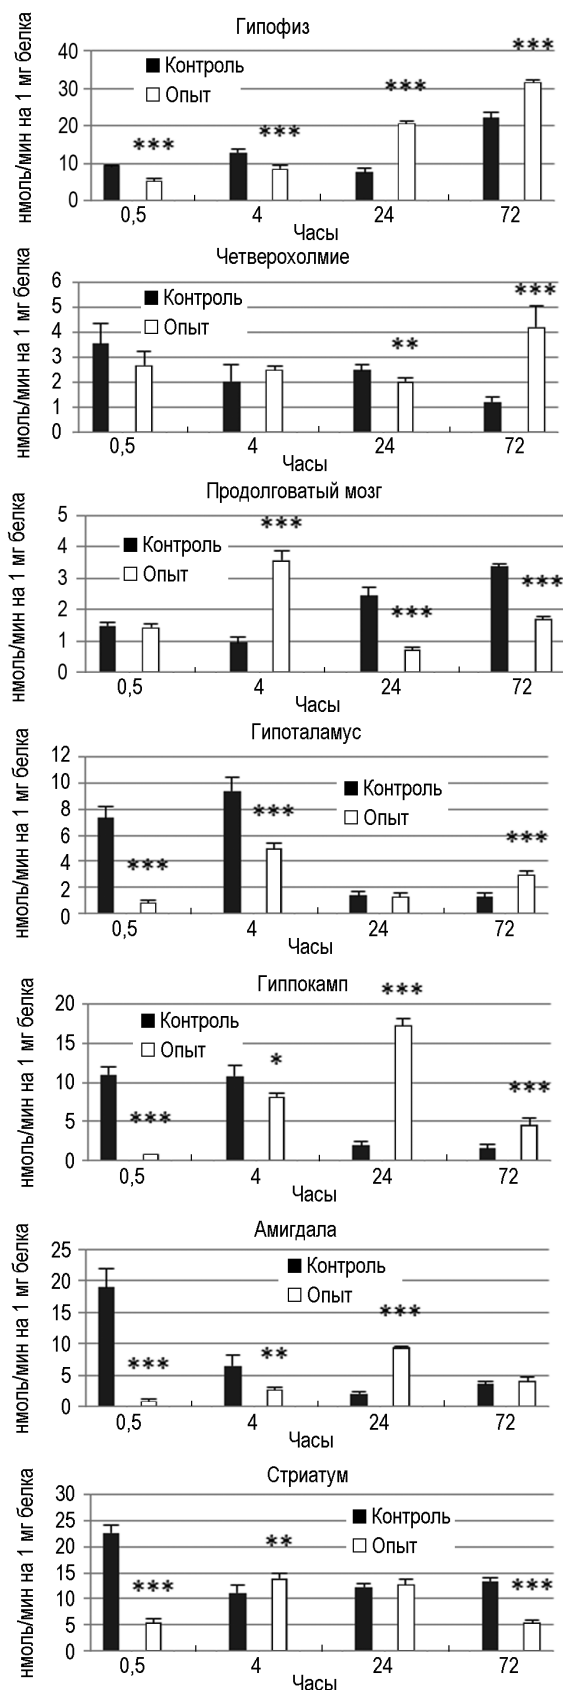 Гипофиз
нмоль/мин на 1 мг белка
40
30
20
10
0
Контроль
Опыт
***
***
***
***
0,5
4
24
72
Часы
Четверохолмие
нмоль/мин на 1 мг белка
6
5
4
3
2
1
0
Контроль
Опыт
**
***
0,5
4
24
72
Часы
Продолговатый мозг
нмоль/мин на 1 мг белка
5
4
3
2
1
0
Контроль
Опыт
***
***
***
0,5
4
24
72
Часы
Гипоталамус
нмоль/мин на 1 мг белка
12
10
8
6
4
2
0
Контроль
Опыт
***
***
***
0,5
4
24
72
Часы
Гиппокамп
нмоль/мин на 1 мг белка
20
15
10
5
0
Контроль
Опыт
***
*
***
***
0,5
4
24
72
Часы
Амигдала
нмоль/мин на 1 мг белка
25
20
15
10
5
0
Контроль
Опыт
***
**
***
0,5
4
24
72
Часы
Стриатум
нмоль/мин на 1 мг белка
30
25
20
15
10
5
0
Контроль
Опыт
***
**
***
0,5
4
24
72
Часы